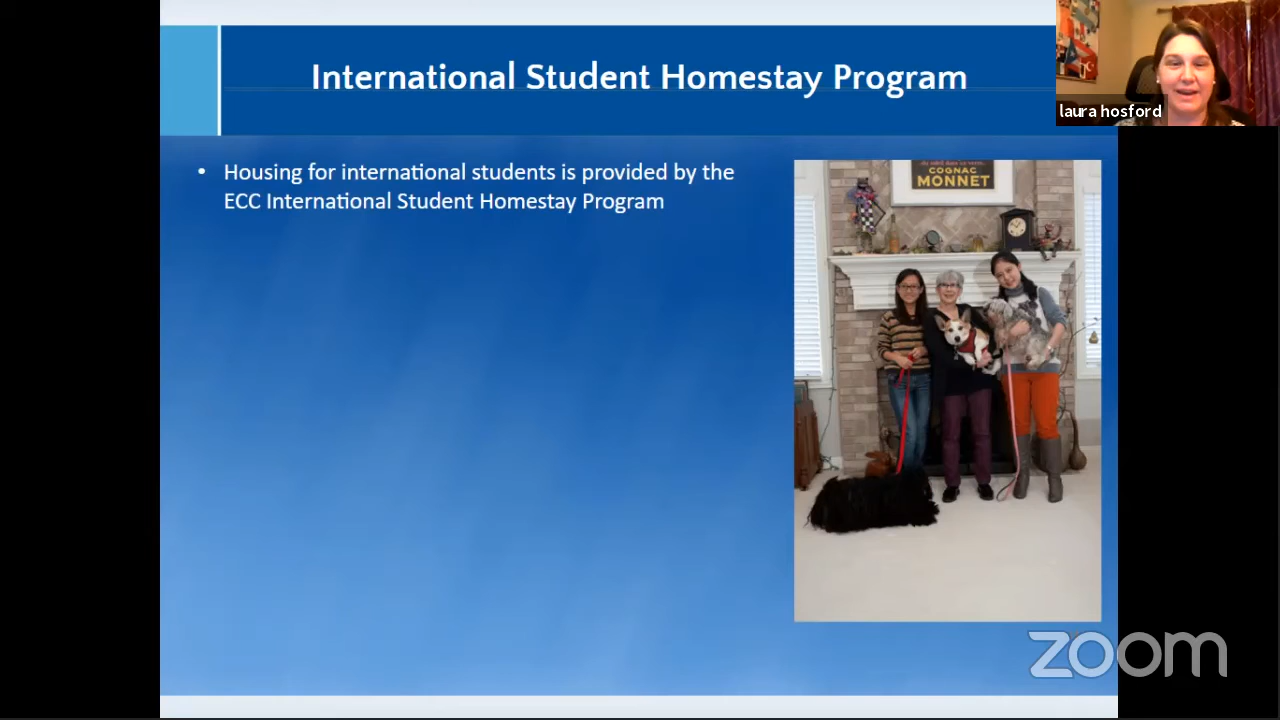 International Student Homestay Program
laura hosford
• Housing for international students is provided by the
ECC International Student Homestay Program
COGNAC
MONNET
zoom